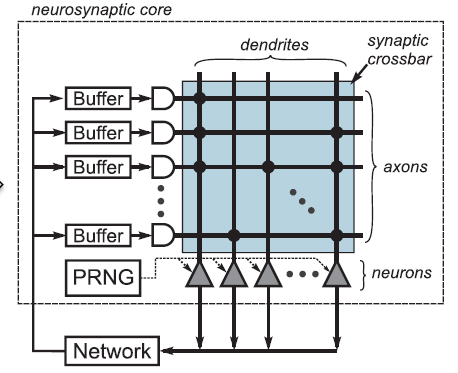 neurosynaptic core
dendrites
synaptic
crossbar
Buffer
Buffer
Buffer
axons
Buffer
PRNG
neurons
Network